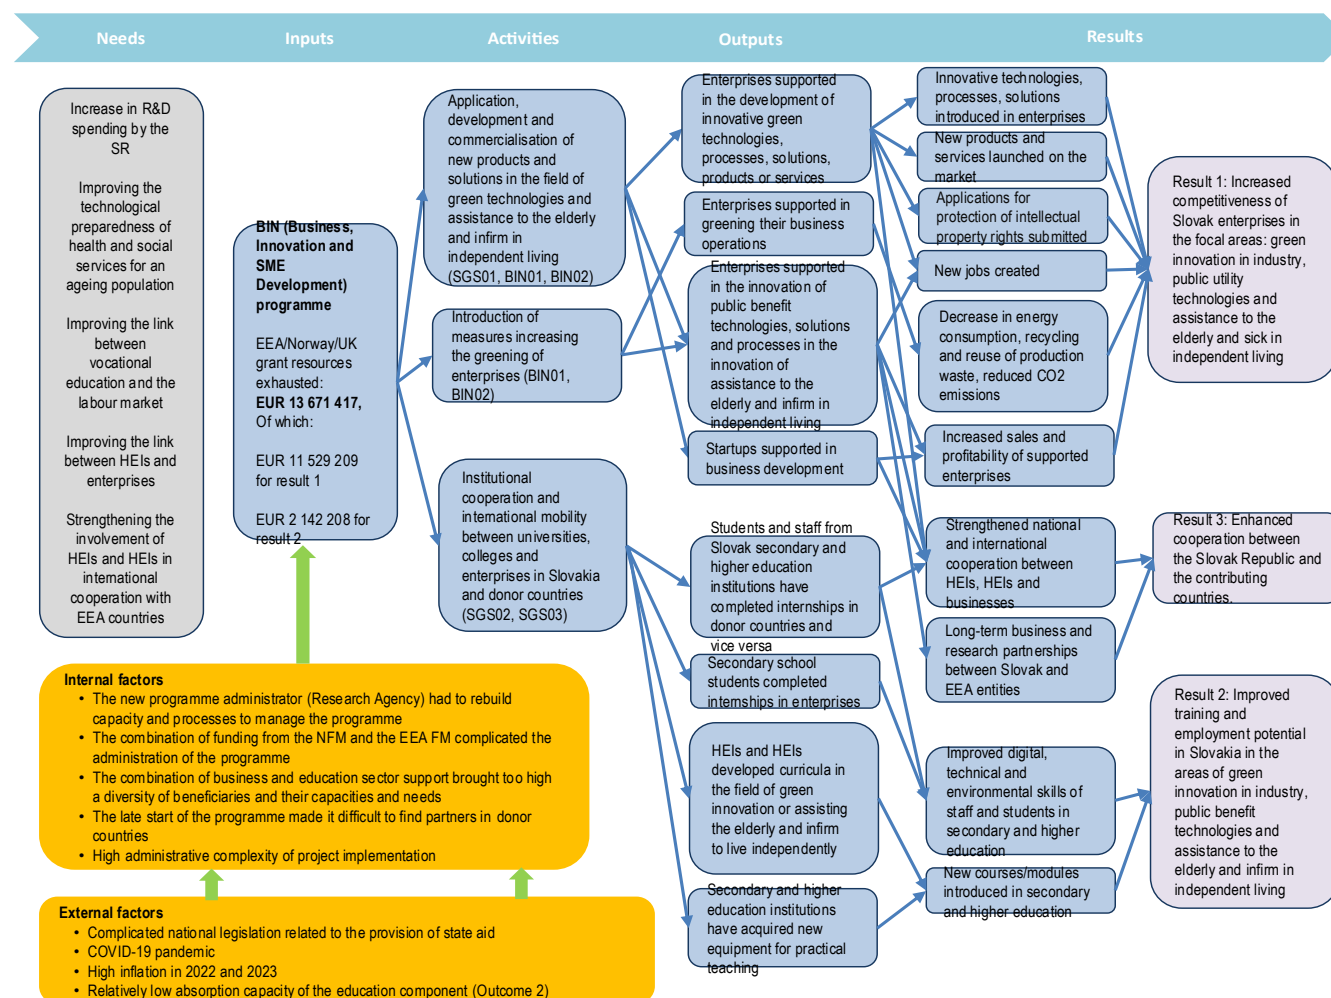 Needs
Inputs
Activities
Outputs
Results
Increase in R&D
spending by the
SR
Improving the
technological
preparedness of
health and social
services for an
ageing population
Improving the link
between
vocational
education and the
labour market
Improving the link
between HEIs and
enterprises
Strengthening the
involvement of
HEIs and HEIs in
international
cooperation with
EEA countries
BIN (Business,
Innovation and
SME
Development)
programme
EEA/Norway/UK
grant resources
exhausted:
EUR 13 671 417,
Of which:
EUR 11 529 209
for result 1
EUR 2 142 208 for
result 2
Application,
development and
commercialisation of
new products and
solutions in the field of
green technologies and
assistance to the elderly
and infirm in
independent living
(SGS01, BIN01, BIN02)
Introduction of
measures increasing
the greening of
enterprises (BIN01,
BIN02)
Institutional
cooperation and
international mobility
between universities,
colleges and
enterprises in Slovakia
and donor countries
(SGS02, SGS03)
Enterprises supported
in the development of
innovative green
technologies,
processes, solutions,
products or services
Enterprises supported in
greening their business
operations
Enterprises supported
in the innovation of
public benefit
technologies, solutions
and processes in the
innovation of
assistance to the
elderly and infirm in
independent living
Startups supported in
business development
Students and staff from
Slovak secondary and
higher education
institutions have
completed internships in
donor countries and
vice versa
Secondary school
students completed
internships in enterprises
HEIs and HEIs
developed curricula in
the field of green
innovation or assisting
the elderly and infirm
to live independently
Secondary and higher
education institutions
have acquired new
equipment for practical
teaching
Innovative technologies,
processes, solutions
introduced in enterprises
New products and
services launched on the
market
Applications for
protection of intellectual
property rights submitted
New jobs created
Decrease in energy
consumption, recycling
and reuse of production
waste, reduced CO2
emissions
Increased sales and
profitability of supported
enterprises
Strengthened national
and international
cooperation between
HEIs, HEIs and
businesses
Long-term business and
research partnerships
between Slovak and
EEA entities
Improved digital,
technical and
environmental skills of
staff and students in
secondary and higher
education
New courses/modules
introduced in secondary
and higher education
Result 1: Increased
competitiveness of
Slovak enterprises in
the focal areas: green
innovation in industry,
public utility
technologies and
assistance to the
elderly and sick in
independent living
Result 3: Enhanced
cooperation between
the Slovak Republic and
the contributing
countries.
Result 2: Improved
training and
employment potential
in Slovakia in the
areas of green
innovation in industry,
public benefit
technologies and
assistance to the
elderly and infirm in
independent living
Internal factors
• The new programme administrator (Research Agency) had to rebuild
capacity and processes to manage the programme
• The combination of funding from the NFM and the EEA FM complicated the
administration of the programme
• The combination of business and education sector support brought too high
a diversity of beneficiaries and their capacities and needs
• The late start of the programme made it difficult to find partners in donor
countries
• High administrative complexity of project implementation
External factors
• Complicated national legislation related to the provision of state aid
• COVID-19 pandemic
• High inflation in 2022 and 2023
• Relatively low absorption capacity of the education component (Outcome 2)